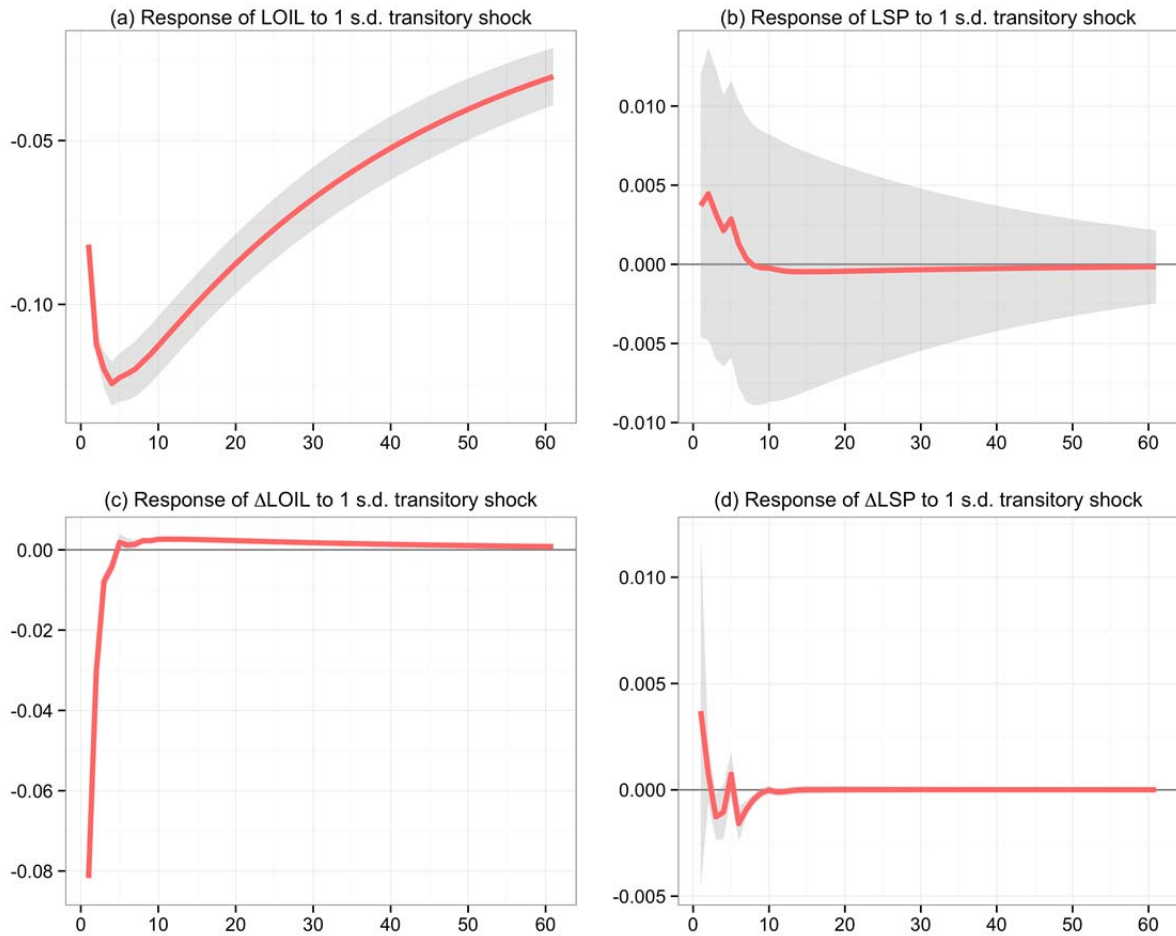 (a) Response of LOIL to 1 s.d. transitory shock
-0.05
-0.10
0 10 20 30 40 50 60
(b) Response of LSP to 1 s.d. transitory shock
0.010
0.005
0.000
-0.005
-0.010
0 10 20 30 40 50 60
(c) Response of ΔLOIL to 1 s.d. transitory shock
0.00
-0.02
-0.04
-0.06
-0.08
0 10 20 30 40 50 60
(d) Response of ΔLSP to 1 s.d. transitory shock
0.010
0.005
0.000
-0.005
0 10 20 30 40 50 60